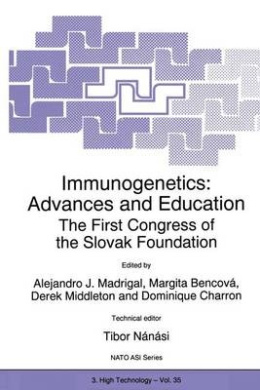 Immunogenetics:
Advances and Education
The First Congress of
the Slovak Foundation
Edited by
Alejandro J. Madrigal, Margita Bencová,
Derek Middleton and Dominique Charron
Technical editor
Tibor Nánási
NATO ASI Series
3. High Technology – Vol. 35